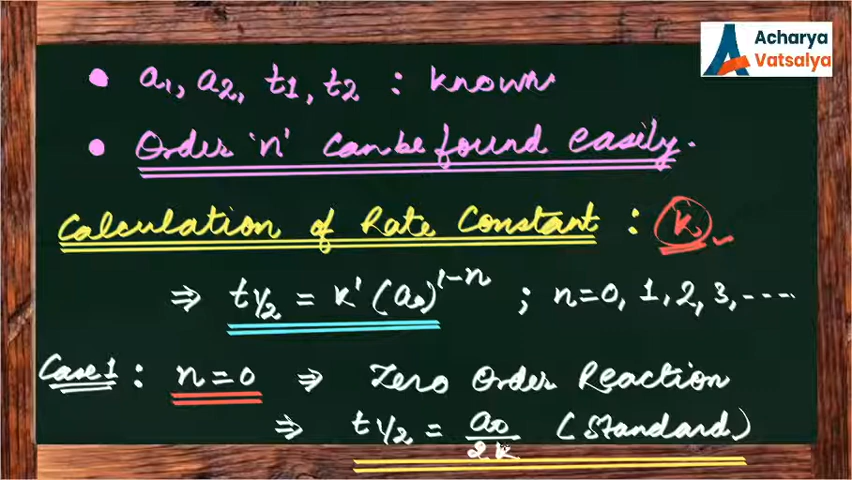 Acharya
Vatsalya
• a₁, a₂, t₁, t₂ : known
• Order 'n' can be found easily.
Calculation of Rate Constant : k
⇒ t1/2 = k' (a₀)^1-n ; n=0, 1, 2, 3, ----
Case 1 : n=0 ⇒ Zero Order Reaction
⇒ t1/2 = a₀/2k (Standard)